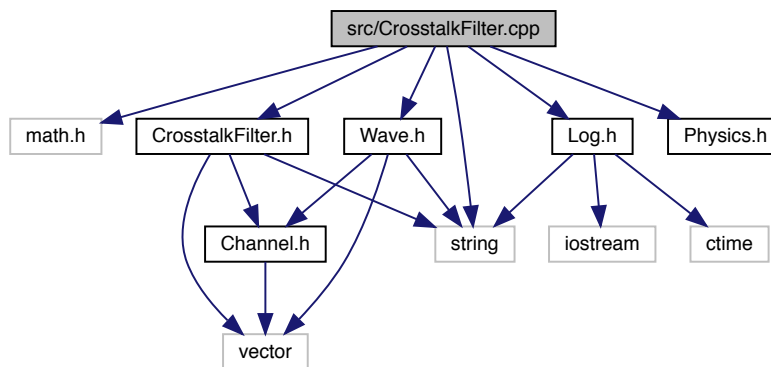 src/CrosstalkFilter.cpp
math.h
CrosstalkFilter.h
Wave.h
Log.h
Physics.h
Channel.h
string
iostream
ctime
vector